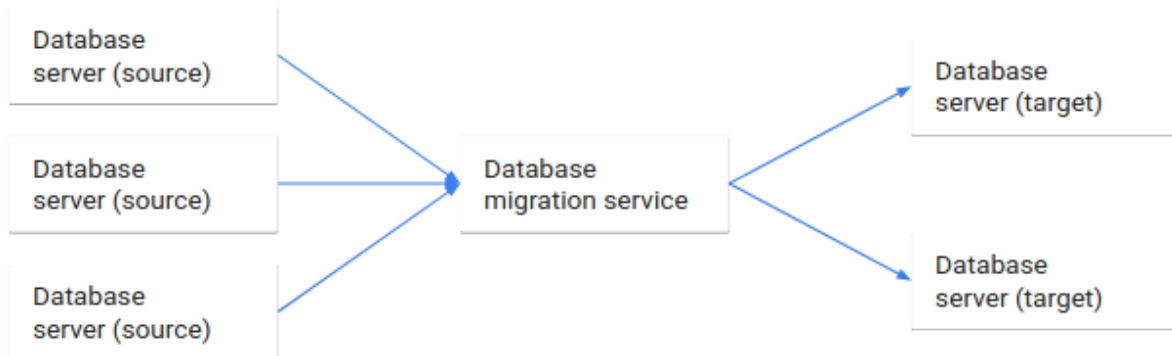 Database
server (source)
Database
server (source)
Database
server (source)
Database
migration service
Database
server (target)
Database
server (target)